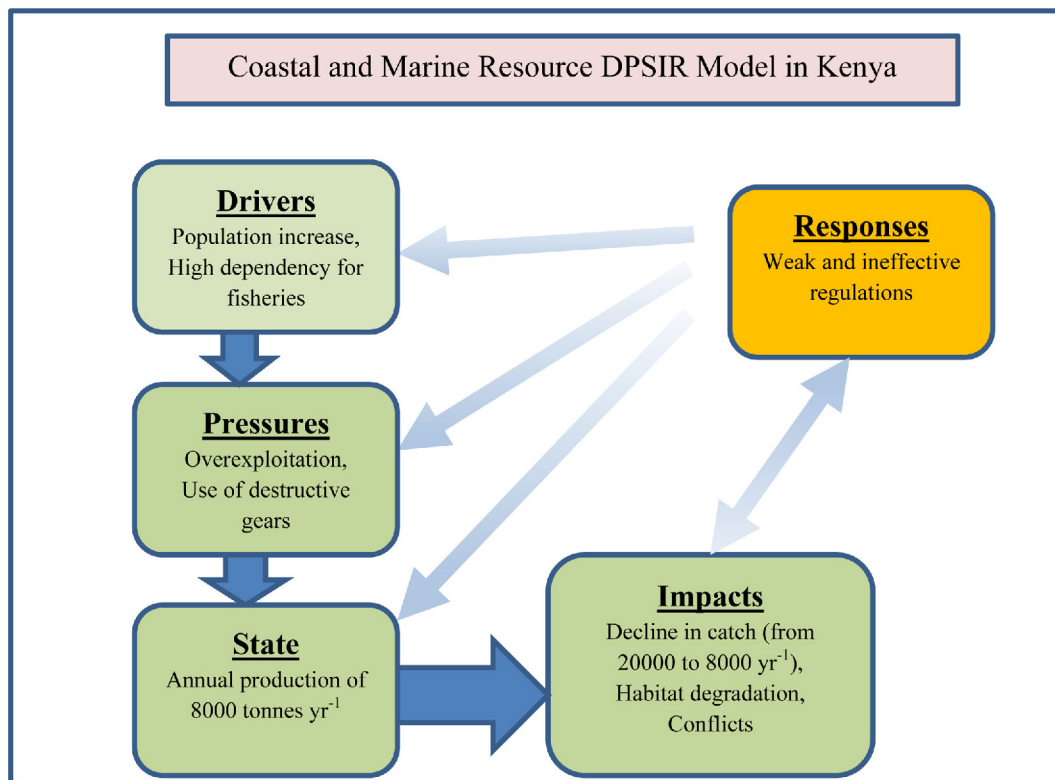 Coastal and Marine Resource DPSIR Model in Kenya
Drivers
Population increase,
High dependency for
fisheries
Responses
Weak and ineffective
regulations
Pressures
Overexploitation,
Use of destructive
gears
State
Annual production of
8000 tonnes yr⁻¹
Impacts
Decline in catch (from
20000 to 8000 yr⁻¹),
Habitat degradation,
Conflicts